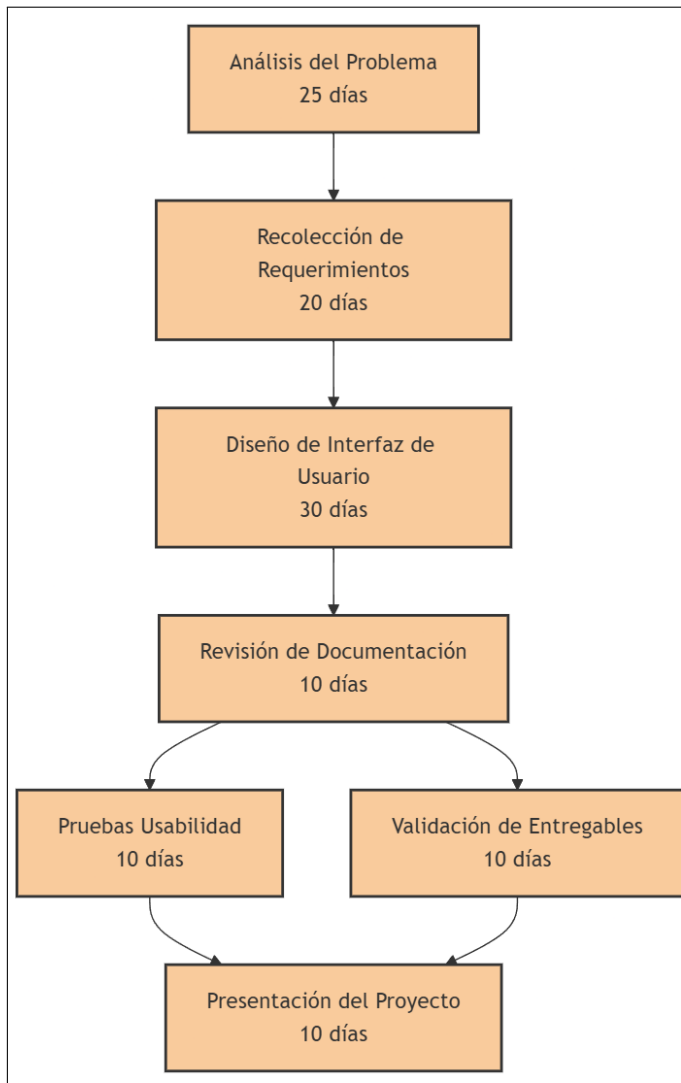 Análisis del Problema
25 días
Recolección de
Requerimientos
20 días
Diseño de Interfaz de
Usuario
30 días
Revisión de Documentación
10 días
Pruebas Usabilidad
10 días
Validación de Entregables
10 días
Presentación del Proyecto
10 días